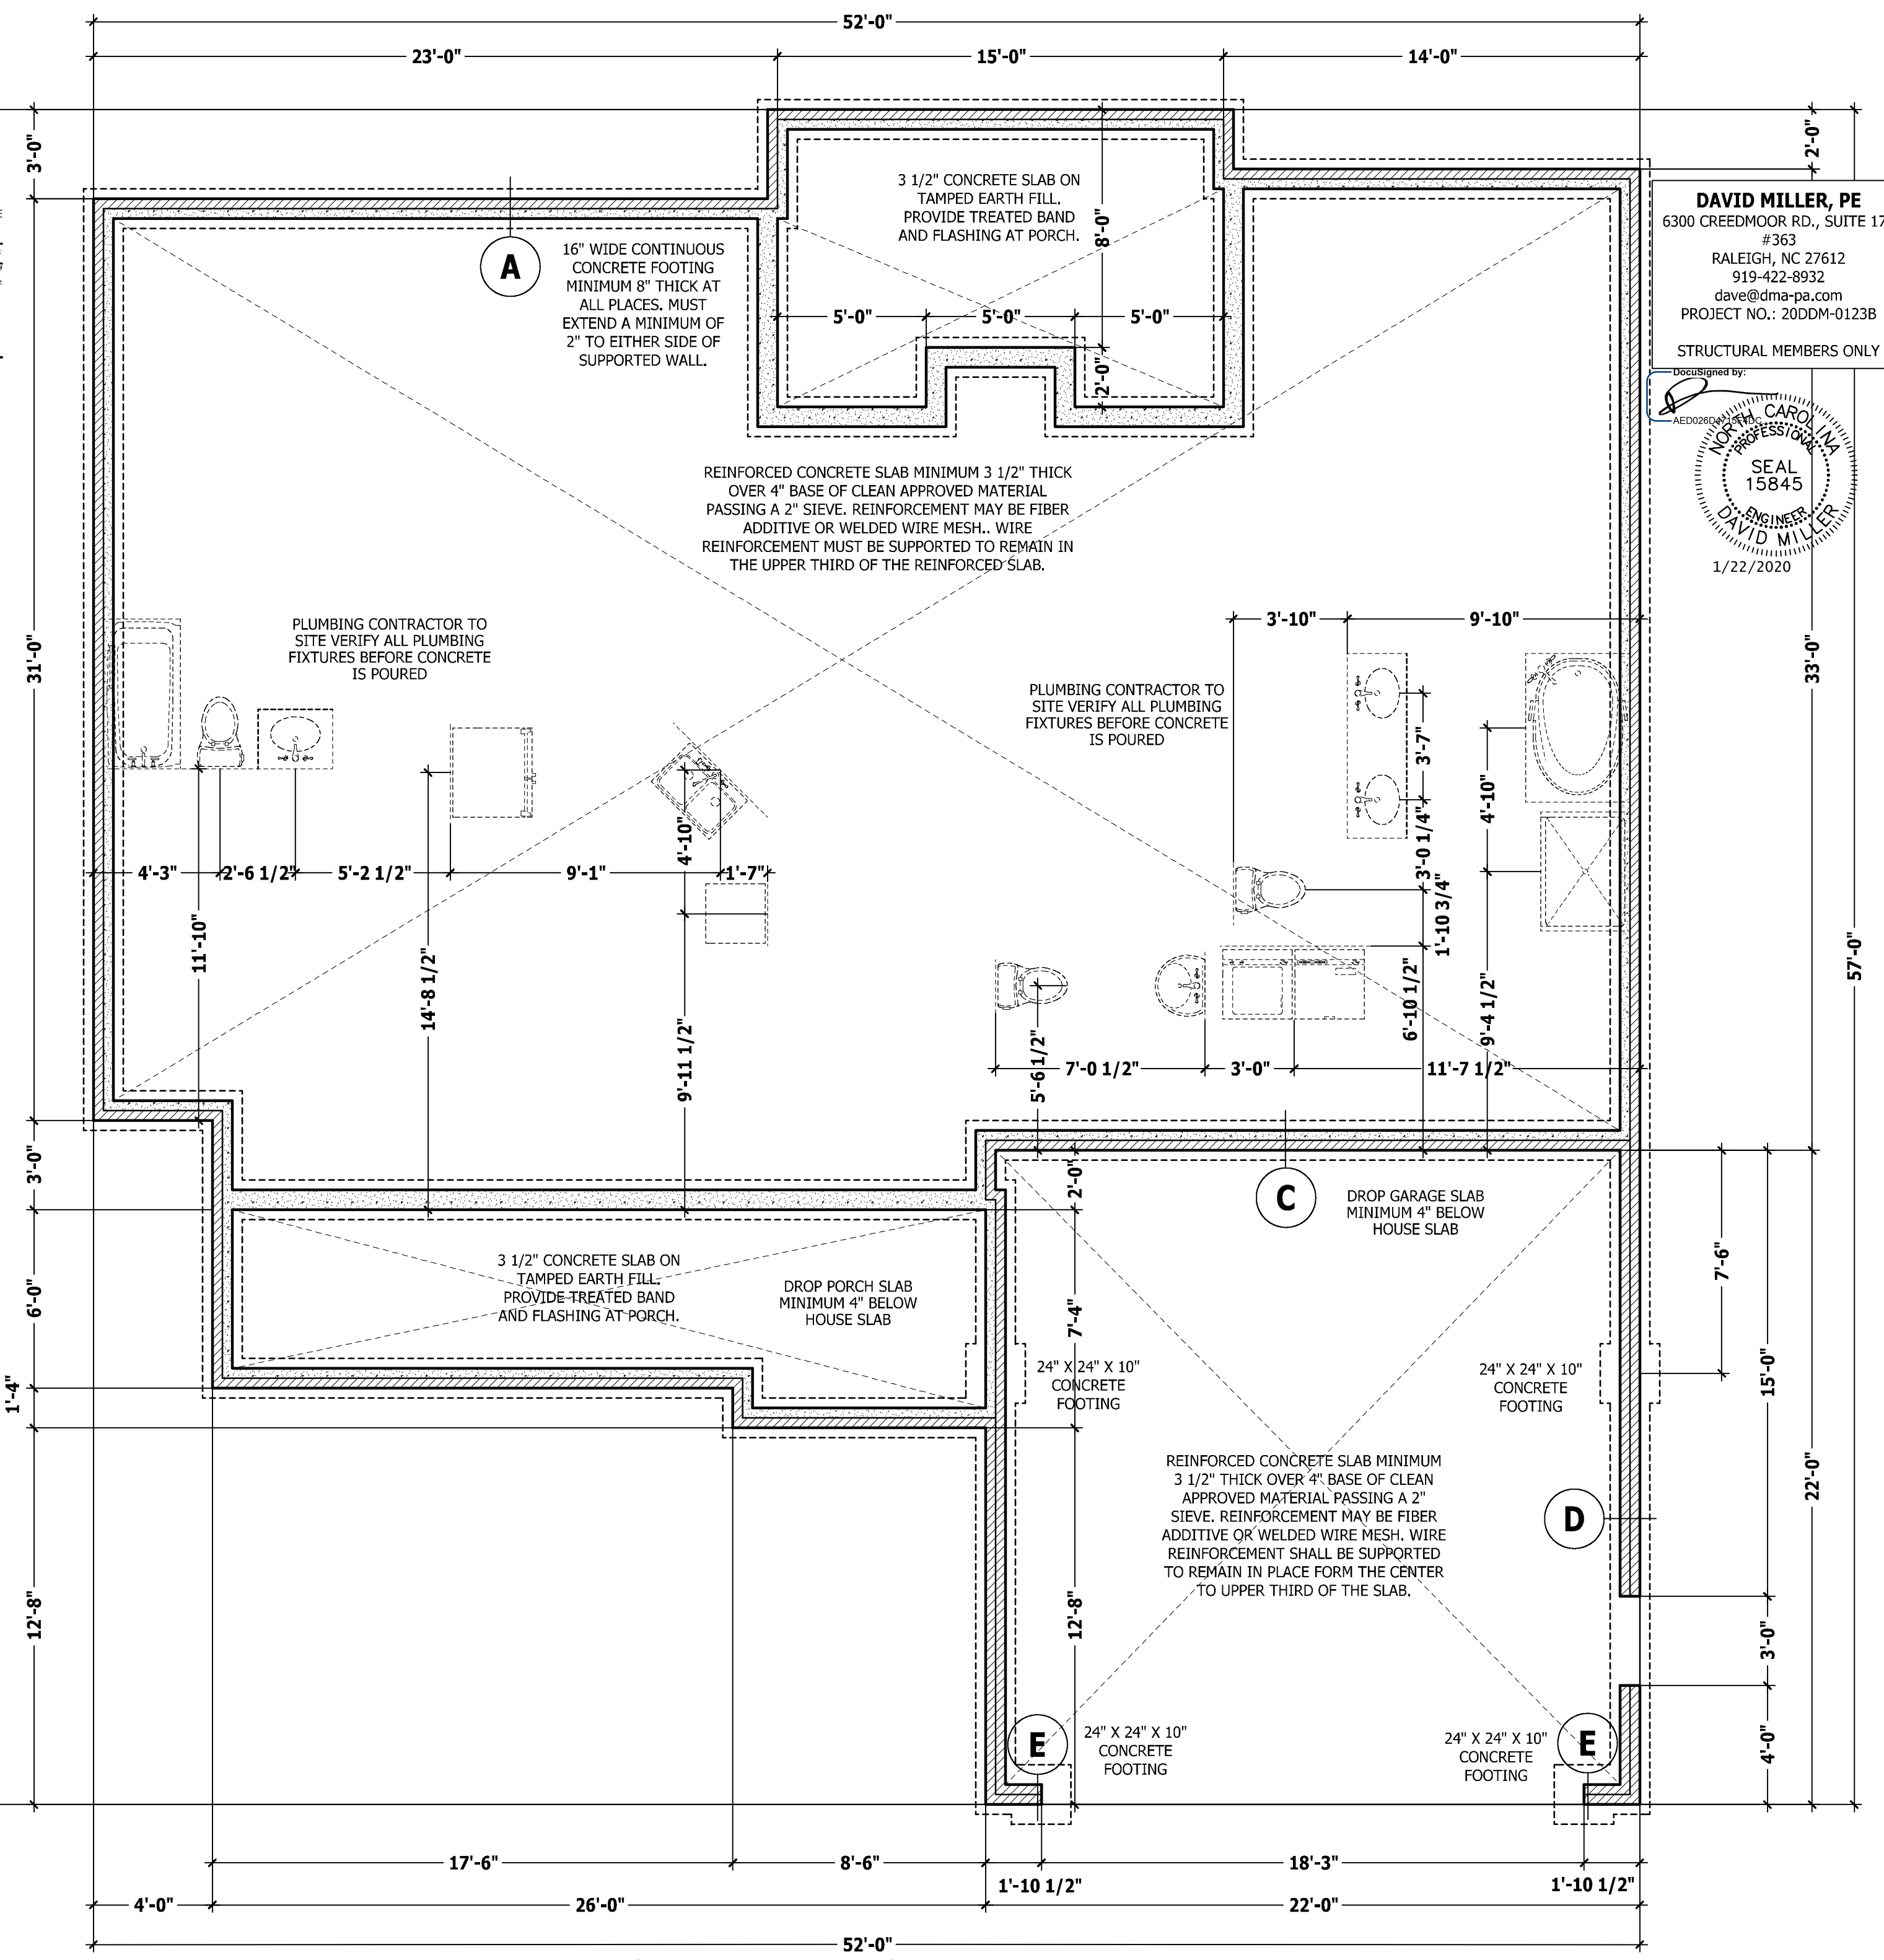 52'-0"
23'-0"
15'-0"
14'-0"
3'-0"
2'-0"
3 1/2" CONCRETE SLAB ON
TAMPED EARTH FILL.
PROVIDE TREATED BAND
AND FLASHING AT PORCH.
8'-0"
A
16" WIDE CONTINUOUS
CONCRETE FOOTING
MINIMUM 8" THICK AT
ALL PLACES. MUST
EXTEND A MINIMUM OF
2" TO EITHER SIDE OF
SUPPORTED WALL.
5'-0"
5'-0"
5'-0"
2'-0"
DAVID MILLER, PE
6300 CREEDMOOR RD., SUITE 17
#363
RALEIGH, NC 27612
919-422-8932
dave@dma-pa.com
PROJECT NO.: 20DDM-0123B
STRUCTURAL MEMBERS ONLY
DocuSigned by:
NORTH CAROLINA
PROFESSIONAL
SEAL
15845
ENGINEER
DAVID MILLER
1/22/2020
REINFORCED CONCRETE SLAB MINIMUM 3 1/2" THICK
OVER 4" BASE OF CLEAN APPROVED MATERIAL
PASSING A 2" SIEVE. REINFORCEMENT MAY BE FIBER
ADDITIVE OR WELDED WIRE MESH.. WIRE
REINFORCEMENT MUST BE SUPPORTED TO REMAIN IN
THE UPPER THIRD OF THE REINFORCED SLAB.
31'-0"
PLUMBING CONTRACTOR TO
SITE VERIFY ALL PLUMBING
FIXTURES BEFORE CONCRETE
IS POURED
3'-10"
9'-10"
33'-0"
PLUMBING CONTRACTOR TO
SITE VERIFY ALL PLUMBING
FIXTURES BEFORE CONCRETE
IS POURED
3'-7"
4'-10"
3'-0 1/4"
4'-10"
4'-3"
2'-6 1/2"
5'-2 1/2"
9'-1"
1'-7"
1'-10 3/4"
11'-10"
14'-8 1/2"
9'-11 1/2"
57'-0"
6'-10 1/2"
9'-4 1/2"
5'-6 1/2"
7'-0 1/2"
3'-0"
11'-7 1/2"
3'-0"
2'-0"
C
DROP GARAGE SLAB
MINIMUM 4" BELOW
HOUSE SLAB
7'-6"
6'-0"
3 1/2" CONCRETE SLAB ON
TAMPED EARTH FILL.
PROVIDE TREATED BAND
AND FLASHING AT PORCH.
DROP PORCH SLAB
MINIMUM 4" BELOW
HOUSE SLAB
7'-4"
1'-4"
24" X 24" X 10"
CONCRETE
FOOTING
24" X 24" X 10"
CONCRETE
FOOTING
15'-0"
22'-0"
REINFORCED CONCRETE SLAB MINIMUM
3 1/2" THICK OVER 4" BASE OF CLEAN
APPROVED MATERIAL PASSING A 2"
SIEVE. REINFORCEMENT MAY BE FIBER
ADDITIVE OR WELDED WIRE MESH. WIRE
REINFORCEMENT SHALL BE SUPPORTED
TO REMAIN IN PLACE FORM THE CENTER
TO UPPER THIRD OF THE SLAB.
D
12'-8"
12'-8"
3'-0"
E
24" X 24" X 10"
CONCRETE
FOOTING
24" X 24" X 10"
CONCRETE
FOOTING
E
4'-0"
17'-6"
8'-6"
18'-3"
1'-10 1/2"
1'-10 1/2"
4'-0"
26'-0"
22'-0"
52'-0"